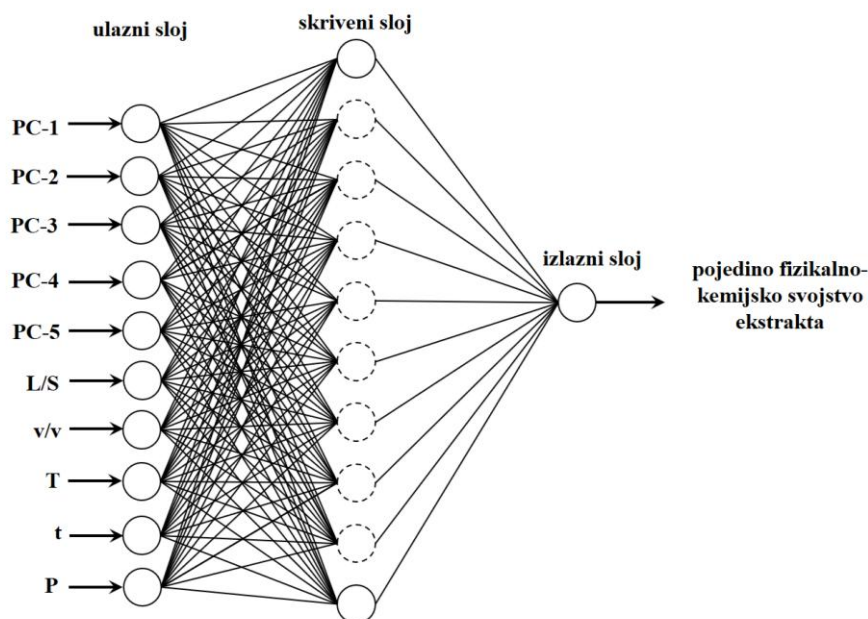 ulazni sloj
skriveni sloj
PC-1
PC-2
PC-3
PC-4
PC-5
L/S
v/v
T
t
P
izlazni sloj
pojedino fizikalno-
kemijsko svojstvo
ekstrakta